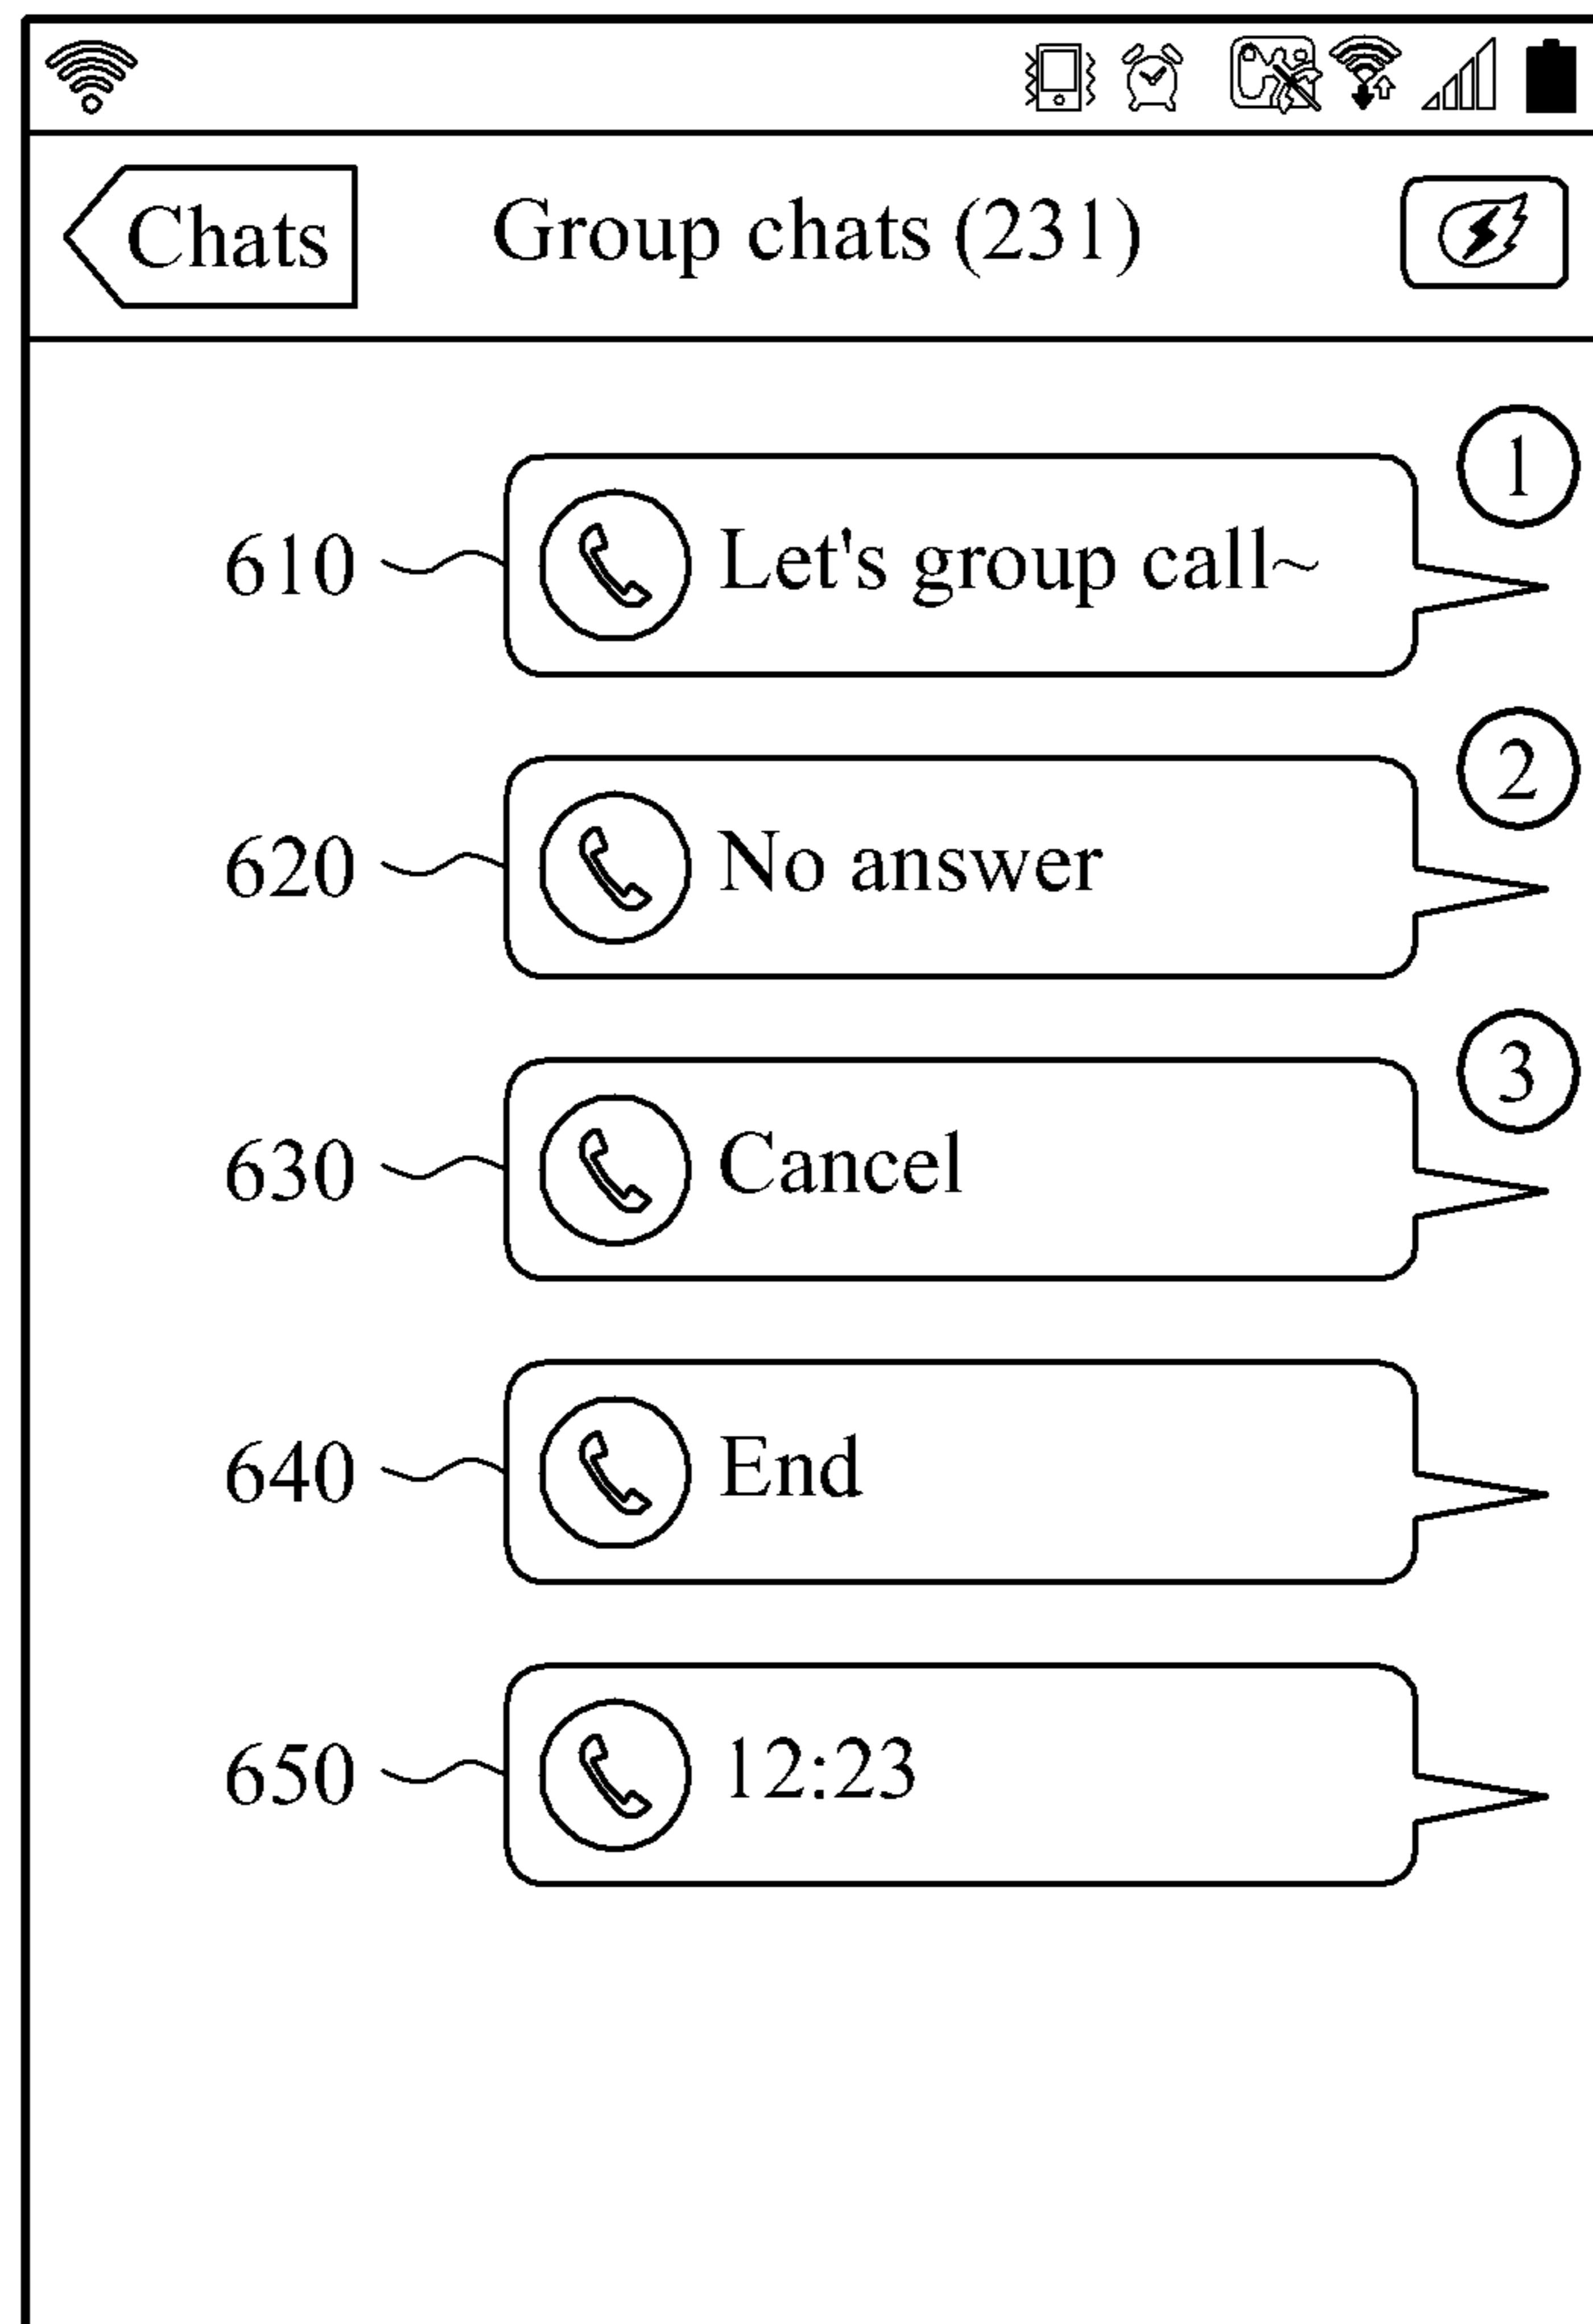 Chats Group chats (231)
1
610 Let's group call~
2
620 No answer
3
630 Cancel
640 End
650 12:23